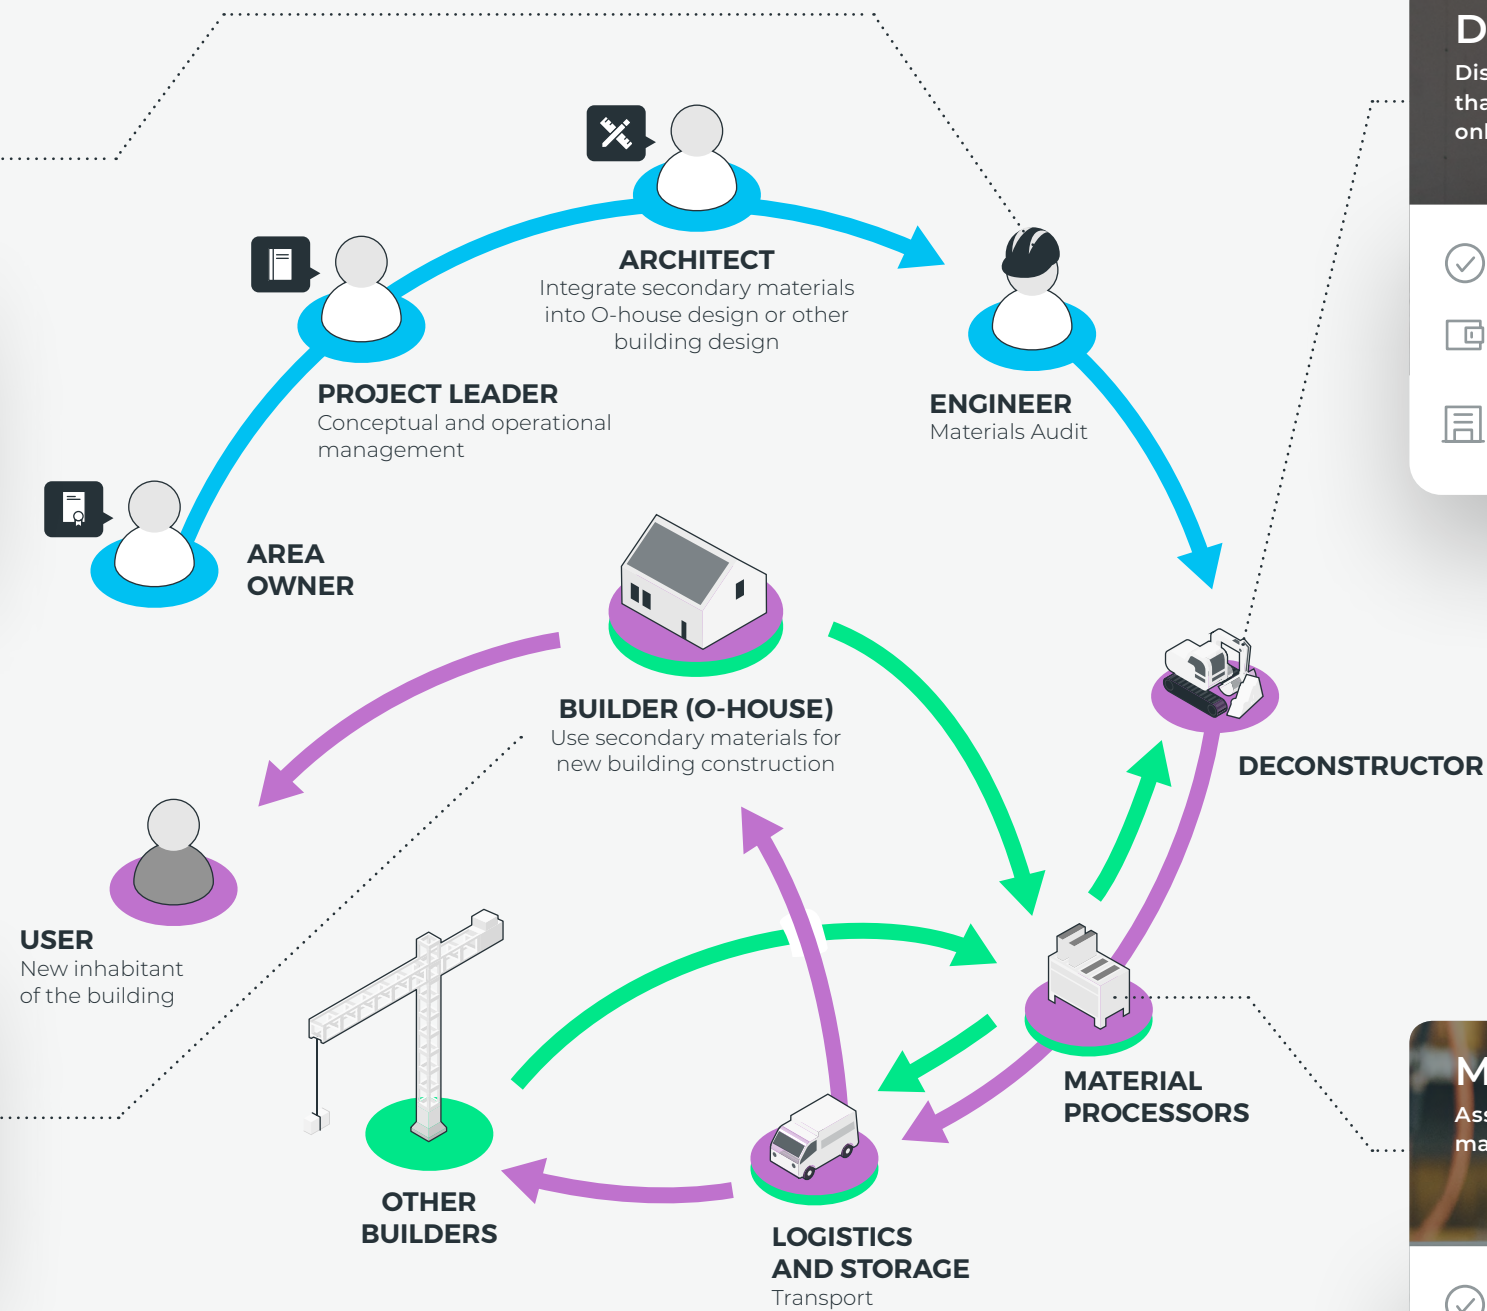 ARCHITECT
Integrate secondary materials
into O-house design or other
building design
PROJECT LEADER
Conceptual and operational
management
ENGINEER
Materials Audit
AREA
OWNER
BUILDER (O-HOUSE)
Use secondary materials for
new building construction
DECONSTRUCTOR
USER
New inhabitant
of the building
MATERIAL
PROCESSORS
OTHER
BUILDERS
LOGISTICS
AND STORAGE
Transport